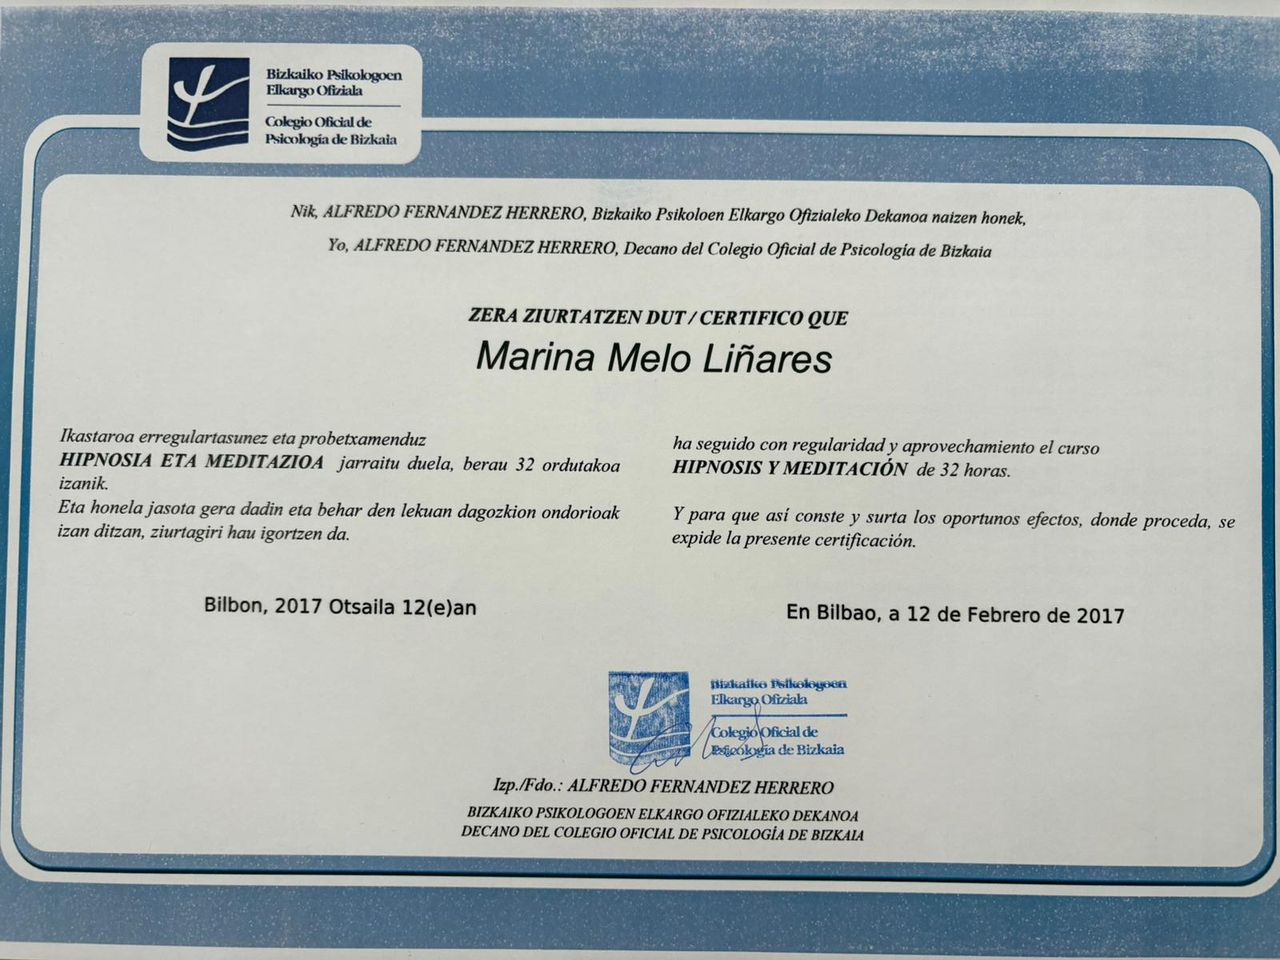 Bizkaiko Psikologoen
Elkargo Ofiziala
Colegio Oficial de
Psicología de Bizkaia
Nik, ALFREDO FERNANDEZ HERRERO, Bizkaiko Psikoloen Elkargo Ofizialeko Dekanoa naizen honek,
Yo, ALFREDO FERNANDEZ HERRERO, Decano del Colegio Oficial de Psicología de Bizkaia
ZERA ZIURTATZEN DUT / CERTIFICO QUE
Marina Melo Liñares
Ikastaroa erregulartasunez eta probetxamenduz
HIPNOSIA ETA MEDITAZIOA jarraitu duela, berau 32 ordutakoa
izanik.
Eta honela jasota gera dadin eta behar den lekuan dagozkion ondorioak
izan ditzan, ziurtagiri hau igortzen da.
Bilbon, 2017 Otsaila 12(e)an
ha seguido con regularidad y aprovechamiento el curso
HIPNOSIS Y MEDITACIÓN de 32 horas.
Y para que así conste y surta los oportunos efectos, donde proceda, se
expide la presente certificación.
En Bilbao, a 12 de Febrero de 2017
Bizkaiko Psikologoen
Elkargo Ofiziala
Colegio Oficial de
Psicología de Bizkaia
Izp./Fdo.: ALFREDO FERNANDEZ HERRERO
BIZKAIKO PSIKOLOGOEN ELKARGO OFIZIALEKO DEKANOA
DECANO DEL COLEGIO OFICIAL DE PSICOLOGÍA DE BIZKAIA